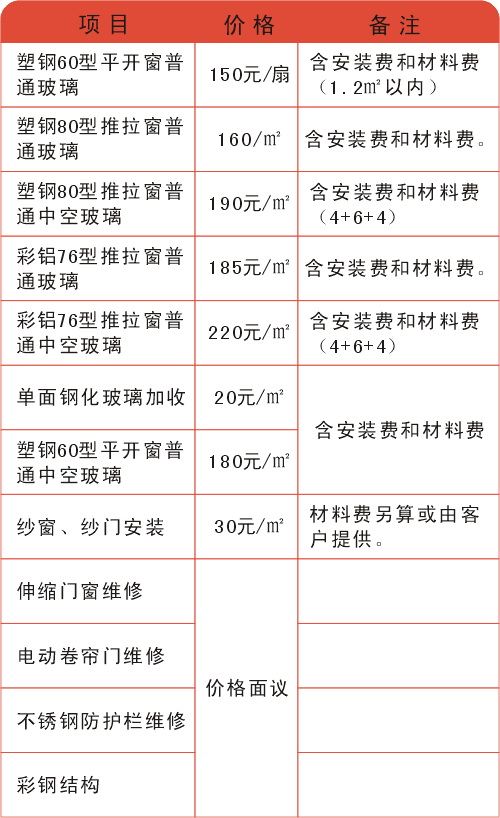 项目 价格 备注
塑钢60型平开窗普
通玻璃
150元/扇
含安装费和材料费
（1.2㎡以内）
塑钢80型推拉窗普
通玻璃
160/㎡
含安装费和材料费。
塑钢80型推拉窗普
通中空玻璃
190元/㎡
含安装费和材料费
（4+6+4）
彩铝76型推拉窗普
通玻璃
185元/㎡
含安装费和材料费。
彩铝76型推拉窗普
通中空玻璃
220元/㎡
含安装费和材料费
（4+6+4）
单面钢化玻璃加收
20元/㎡
含安装费和材料费
塑钢60型平开窗普
通中空玻璃
180元/㎡
纱窗、纱门安装
30元/㎡
材料费另算或由客
户提供。
伸缩门窗维修
价格面议
电动卷帘门维修
不锈钢防护栏维修
彩钢结构